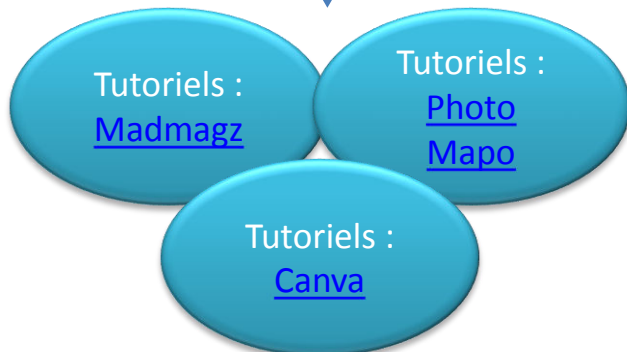 Tutoriels :
Madmagz
Tutoriels :
Photo
Mapo
Tutoriels :
Canva